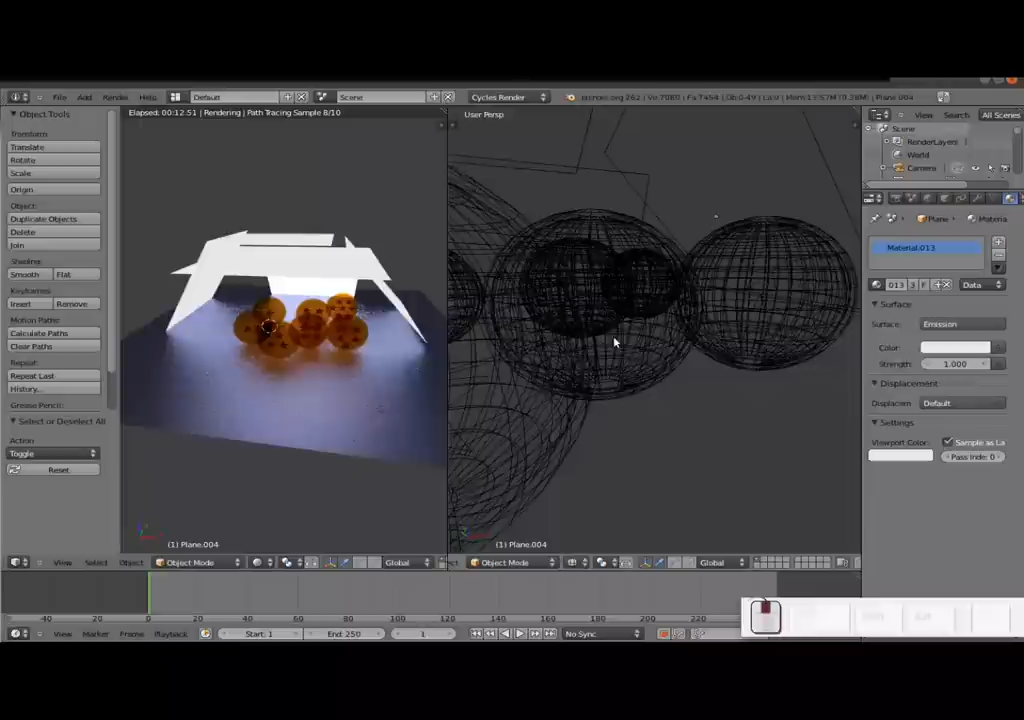 File Add Render Help Default Scene Cycles Render
Object Tools
Elapsed: 00:12.51 | Rendering | Path Tracing Sample 8/10
User Persp
View Search All Scenes
Scene
RenderLayers
World
Camera
Transform:
Translate
Rotate
Scale
Origin
Object:
Duplicate Objects
Delete
Join
Shading:
Smooth Flat
Keyframes:
Insert Remove
Motion Paths:
Calculate Paths
Clear Paths
Repeat:
Repeat Last
History...
Grease Pencil:
Select or Deselect All
Action
Toggle
Reset
Plane Materia
Material.013
013 3 F Data
Surface
Surface: Emission
Color:
Strength: 1.000
Displacement
Displacem Default
Settings
Viewport Color: Sample as La
Pass Inde: 0
(1) Plane.004
(1) Plane.004
View Select Object Object Mode Global
Object Mode Global
-40 -20 0 20 40 60 80 100 120 140 160 180 200 220
View Marker Frame Playback Start: 1 End: 250 1 No Sync